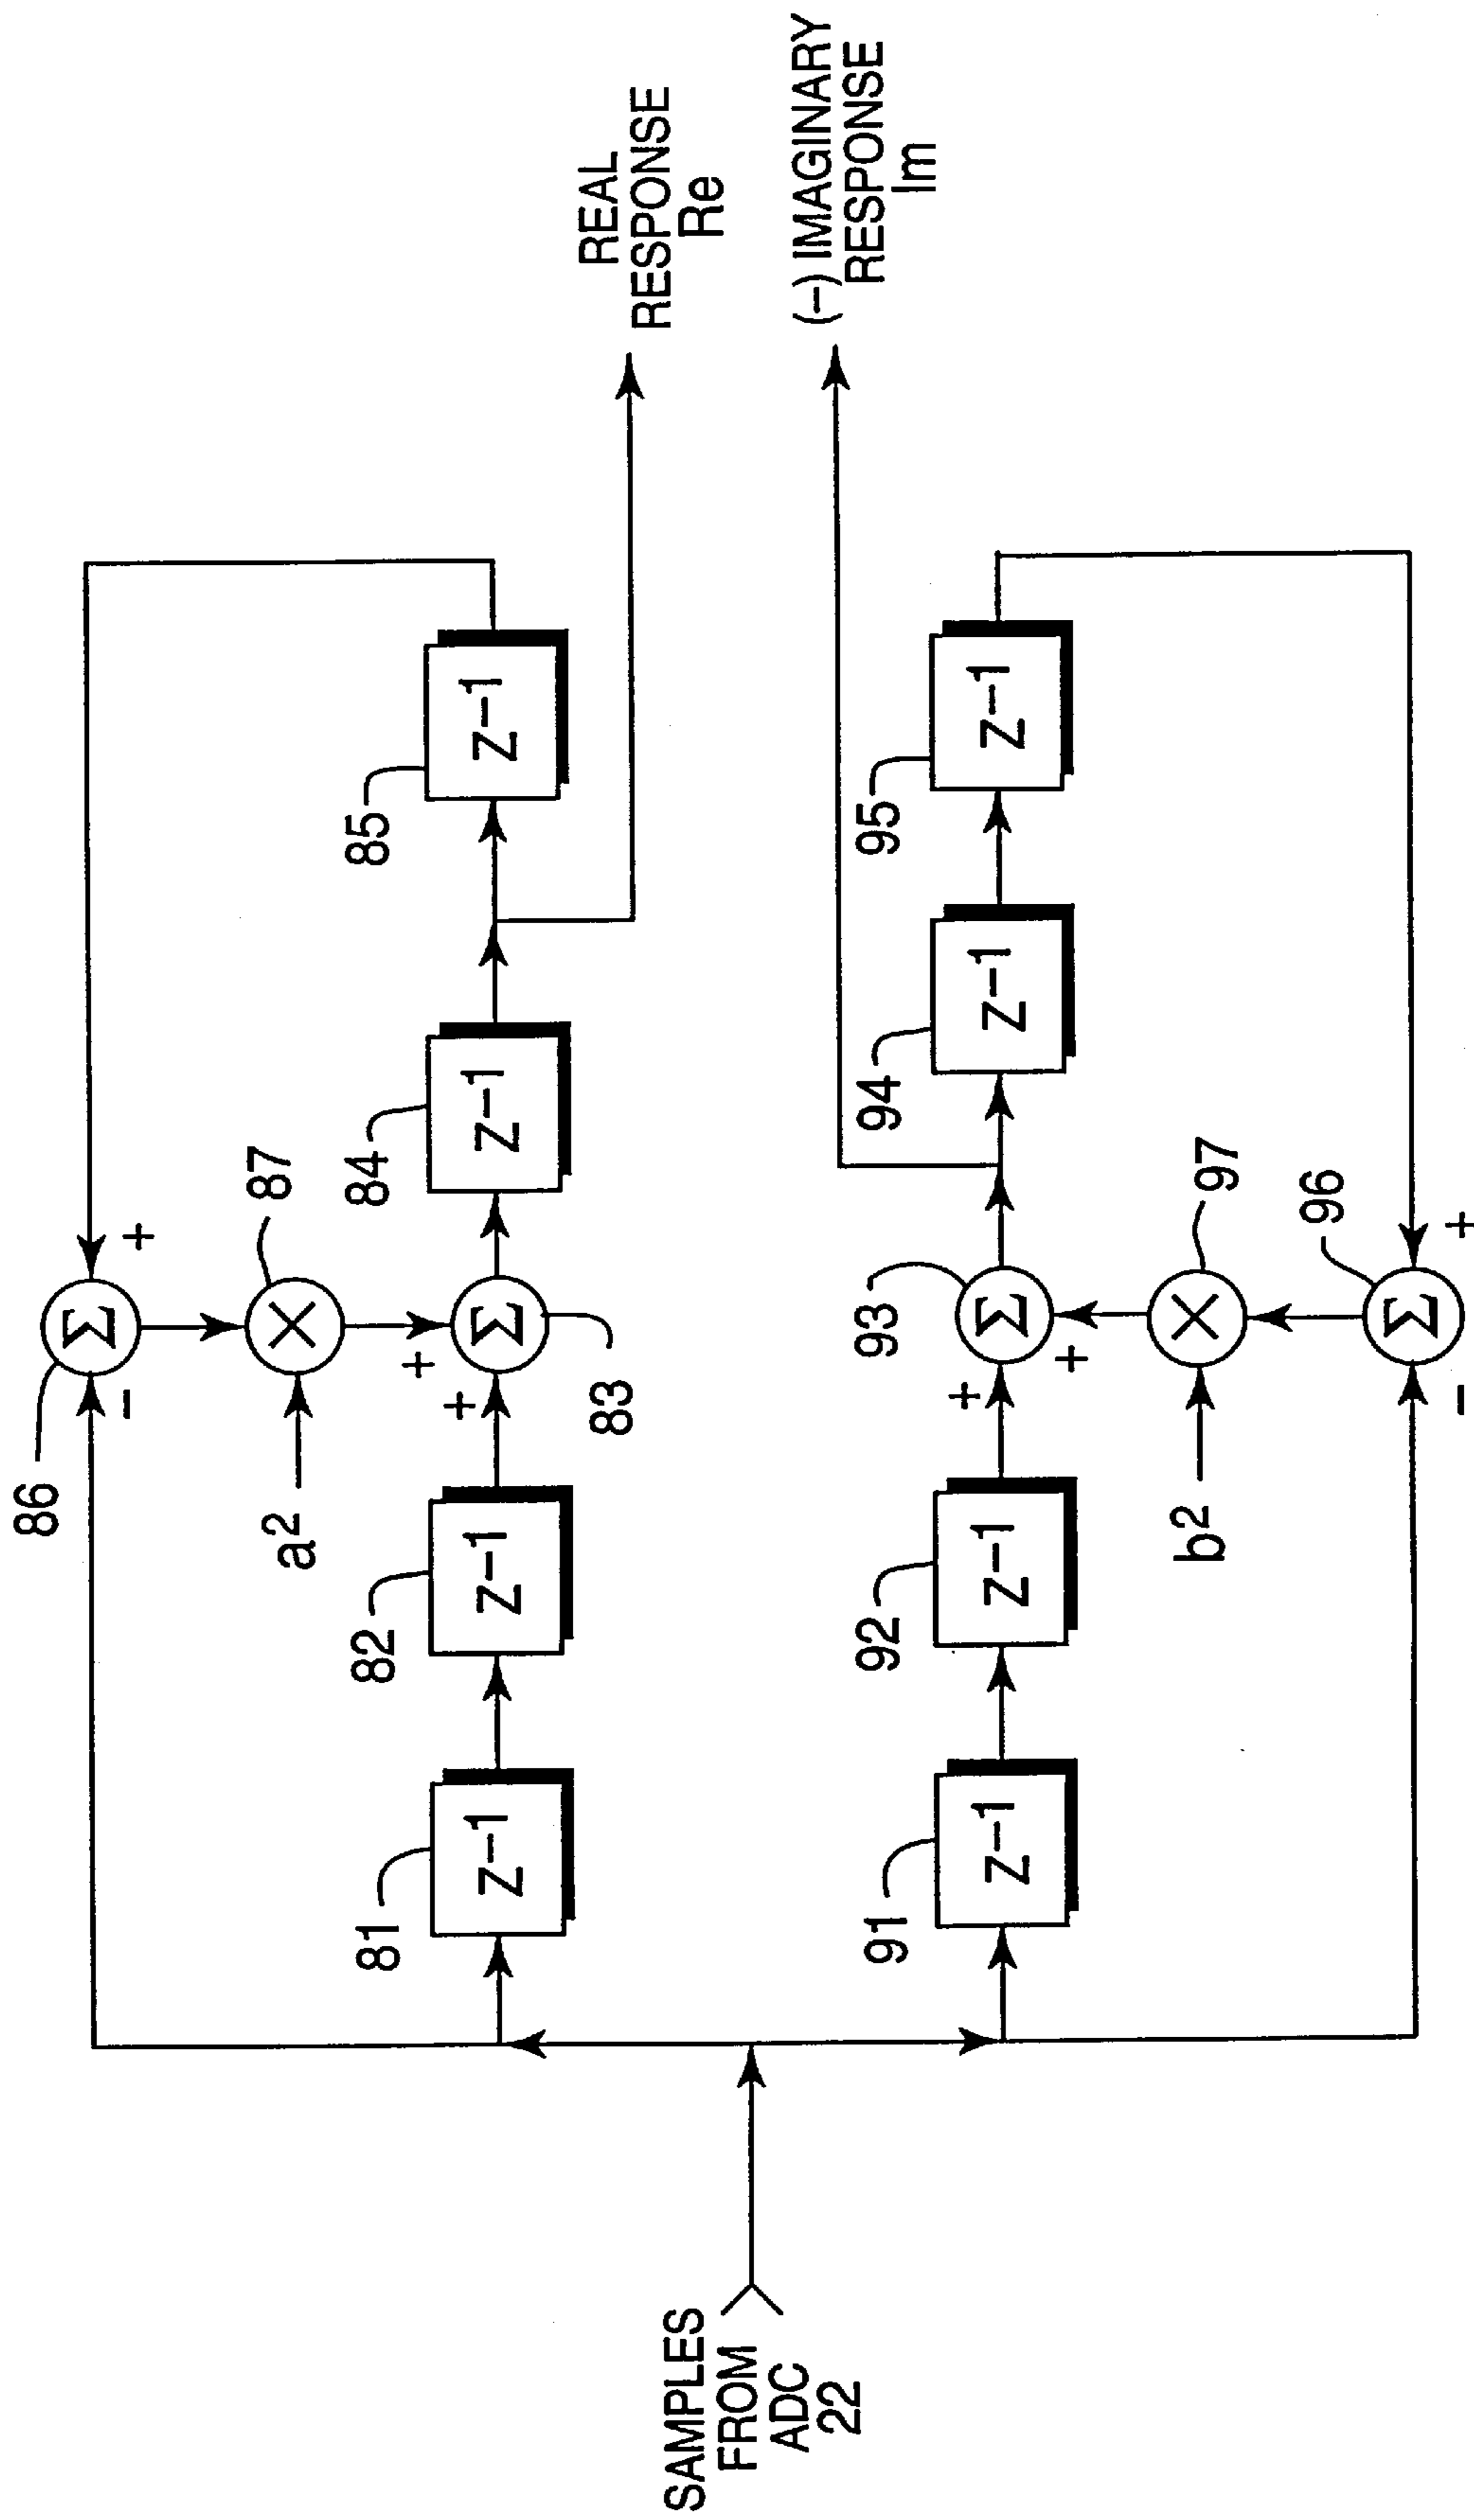 86
Σ
−
+
a²
×
87
+
+
Σ
83
81
z−1
82
z−1
84
z−1
85
z−1
REAL
RESPONSE
Re
SAMPLES
FROM
ADC
22
(−) IMAGINARY
RESPONSE
Im
91
z−1
92
z−1
93
Σ
+
+
94
z−1
95
z−1
b²
×
97
96
Σ
−
+